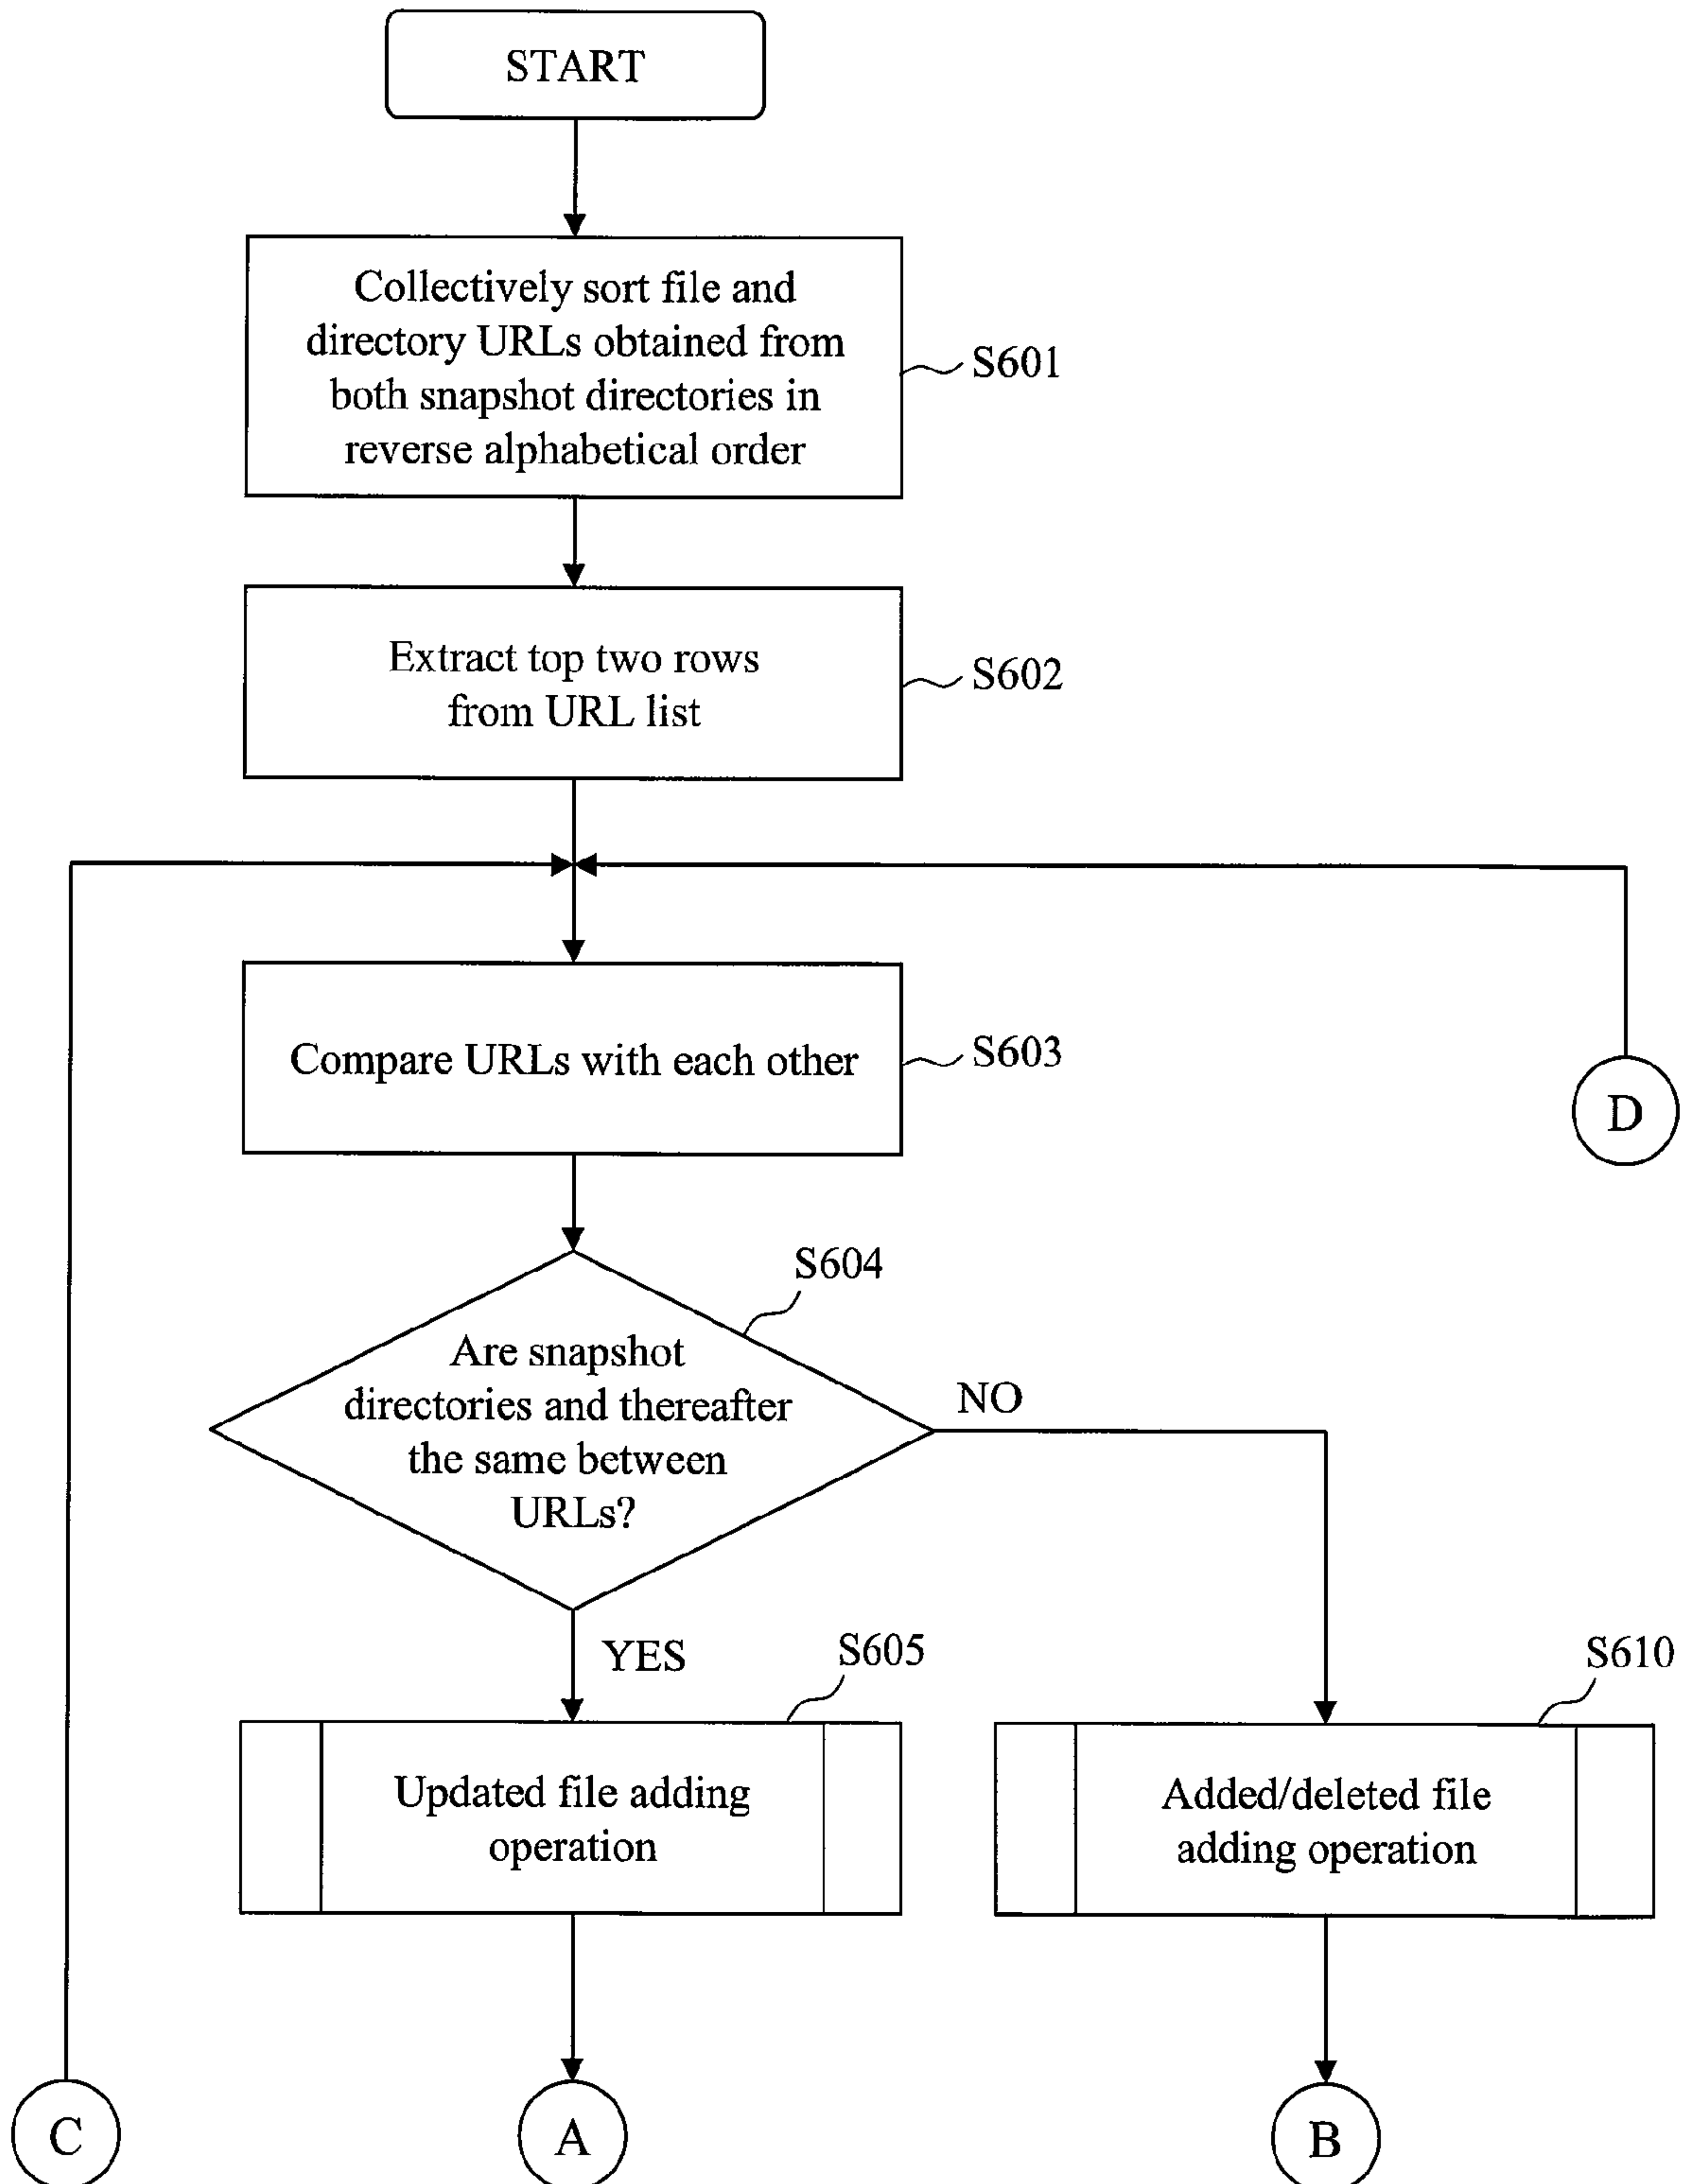 START
Collectively sort file and
directory URLs obtained from
both snapshot directories in
reverse alphabetical order
S601
Extract top two rows
from URL list
S602
Compare URLs with each other
S603
D
S604
Are snapshot
directories and thereafter
the same between
URLs?
NO
YES
S605
S610
Updated file adding
operation
Added/deleted file
adding operation
C
A
B